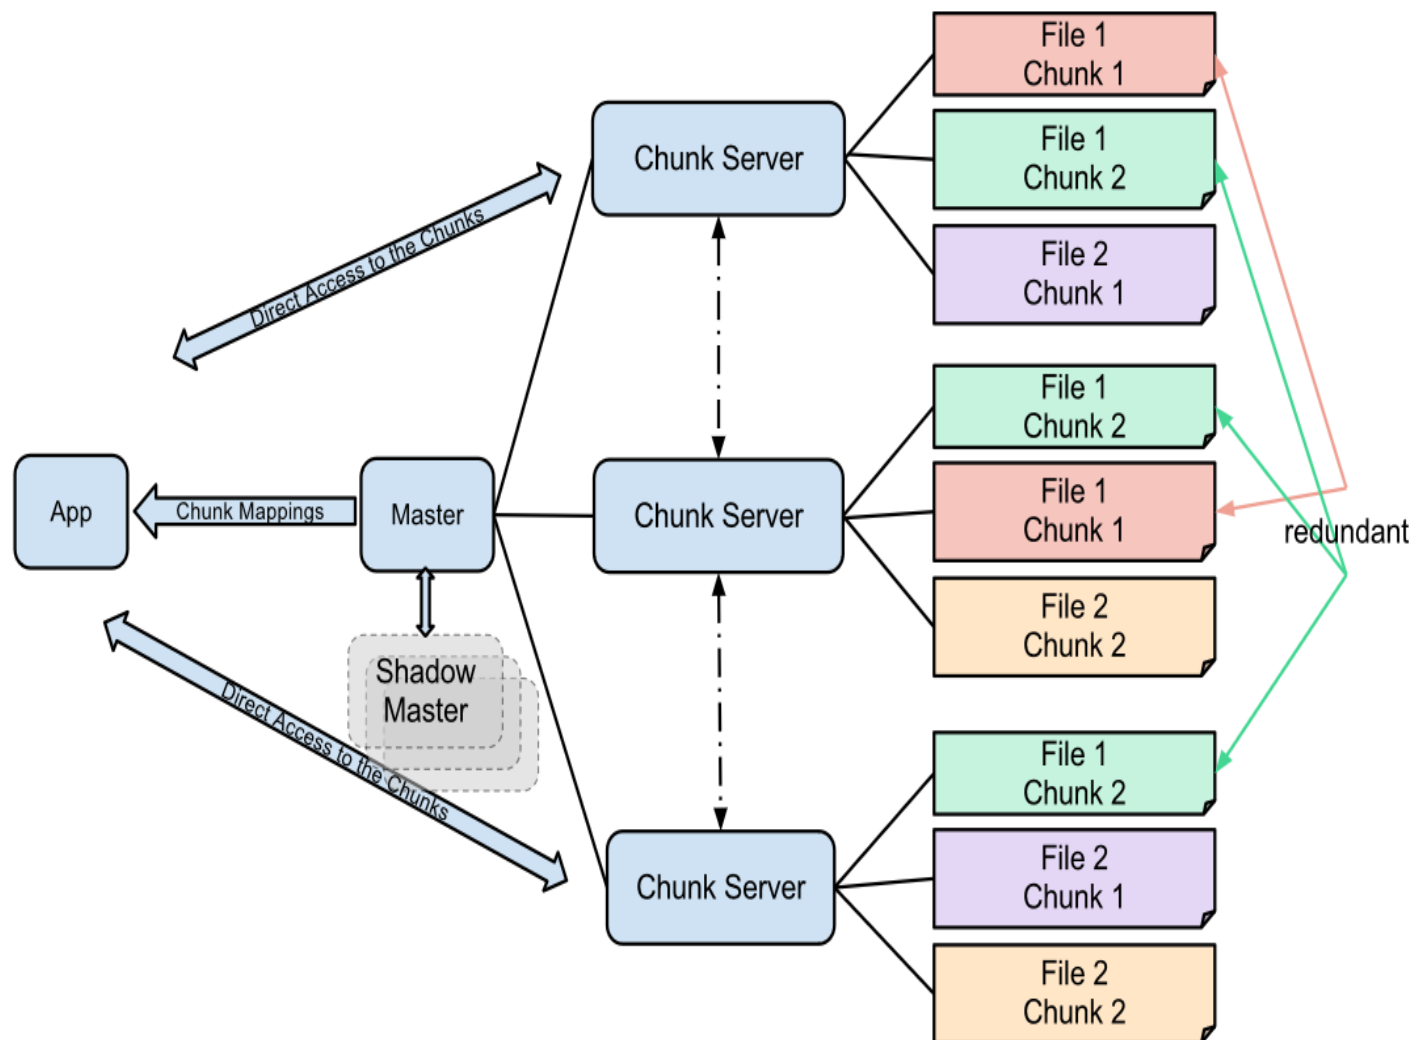 File 1
Chunk 1
Chunk Server
File 1
Chunk 2
File 2
Chunk 1
Direct Access to the Chunks
File 1
Chunk 2
App
Chunk Mappings
Master
Chunk Server
File 1
Chunk 1
redundant
File 2
Chunk 2
Shadow
Master
Direct Access to the Chunks
File 1
Chunk 2
Chunk Server
File 2
Chunk 1
File 2
Chunk 2